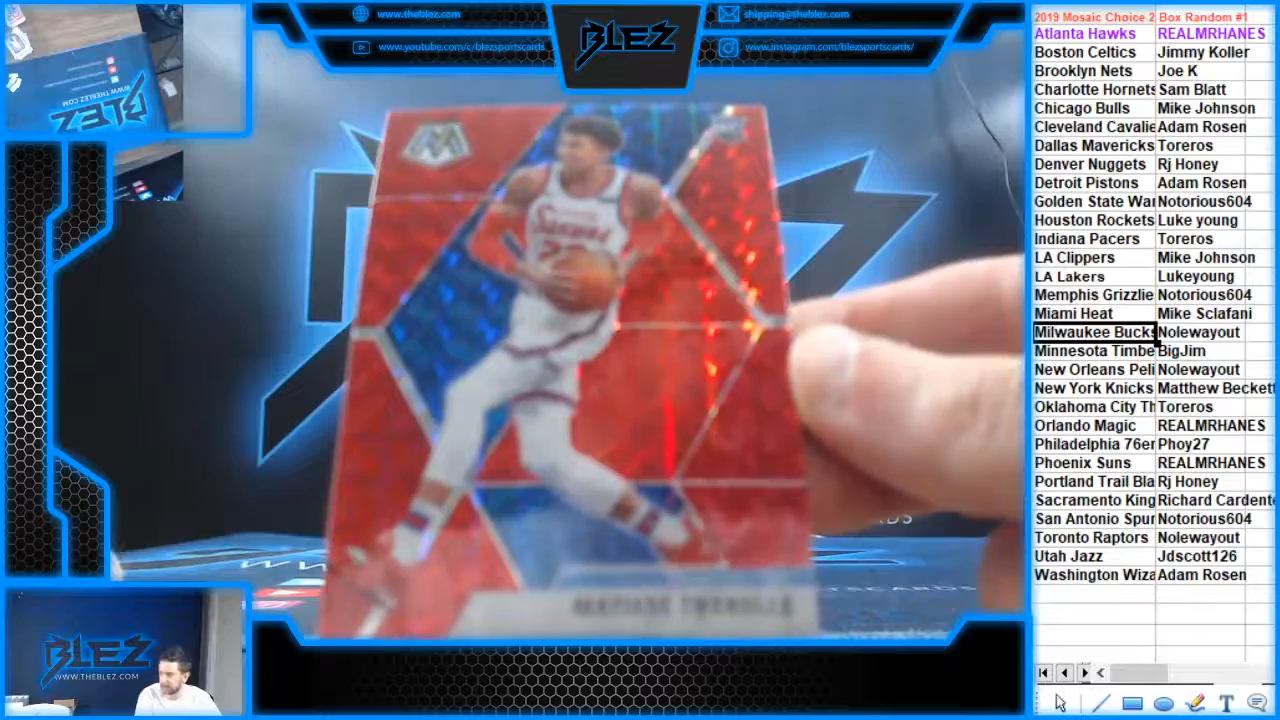 www.theblez.com
www.youtube.com/c/blezsportscards
BLEZ
shipping@theblez.com
www.instagram.com/blezsportscards/
WWW.THEBLEZ.COM
BLEZ
MATISSE THYBULLE
BLEZ
WWW.THEBLEZ.COM
2019 Mosaic Choice 2 Box Random #1
Atlanta Hawks REALMRHANES
Boston Celtics Jimmy Koller
Brooklyn Nets Joe K
Charlotte Hornets Sam Blatt
Chicago Bulls Mike Johnson
Cleveland Cavalie Adam Rosen
Dallas Mavericks Toreros
Denver Nuggets Rj Honey
Detroit Pistons Adam Rosen
Golden State War Notorious604
Houston Rockets Luke young
Indiana Pacers Toreros
LA Clippers Mike Johnson
LA Lakers Lukeyoung
Memphis Grizzlie Notorious604
Miami Heat Mike Sclafani
Milwaukee Bucks Nolewayout
Minnesota Timbe BigJim
New Orleans Peli Nolewayout
New York Knicks Matthew Beckett
Oklahoma City Th Toreros
Orlando Magic REALMRHANES
Philadelphia 76er Phoy27
Phoenix Suns REALMRHANES
Portland Trail Bla Rj Honey
Sacramento King Richard Cardent
San Antonio Spur Notorious604
Toronto Raptors Nolewayout
Utah Jazz Jdscott126
Washington Wiza Adam Rosen